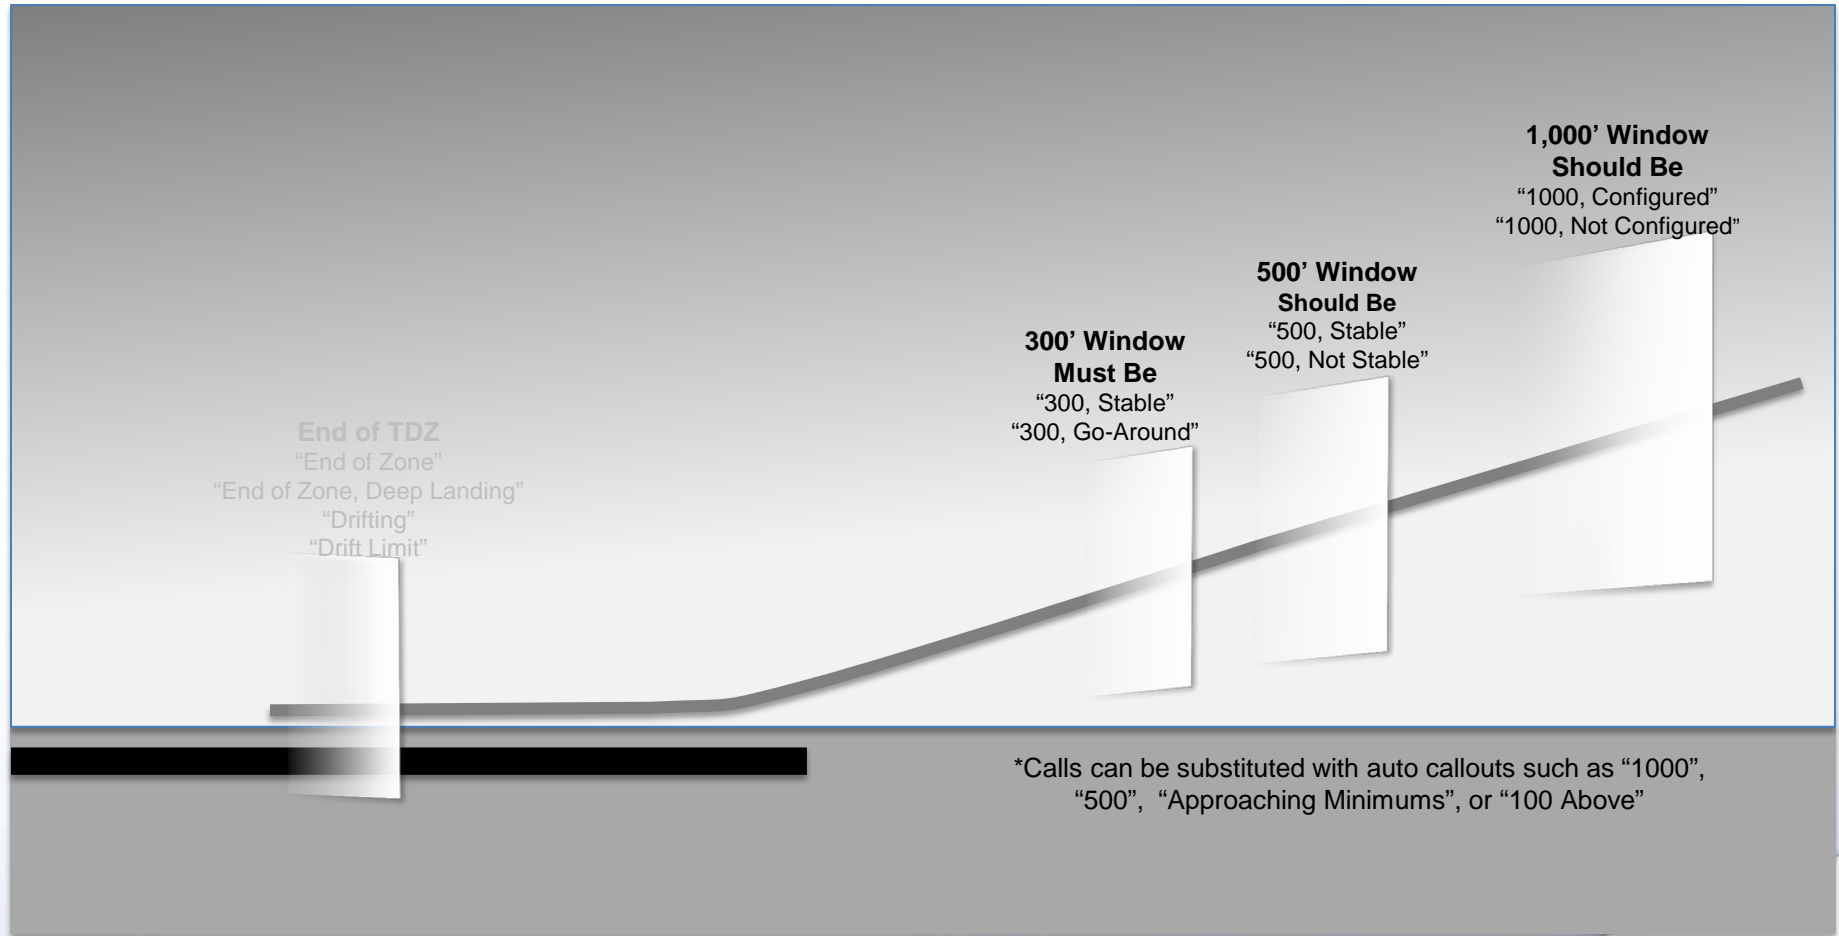 1,000’ Window
Should Be
“1000, Configured”
“1000, Not Configured”
500’ Window
Should Be
“500, Stable”
“500, Not Stable”
300’ Window
Must Be
“300, Stable”
“300, Go-Around”
End of TDZ
“End of Zone”
“End of Zone, Deep Landing”
“Drifting”
“Drift Limit”
*Calls can be substituted with auto callouts such as “1000”,
“500”,  “Approaching Minimums”, or “100 Above”